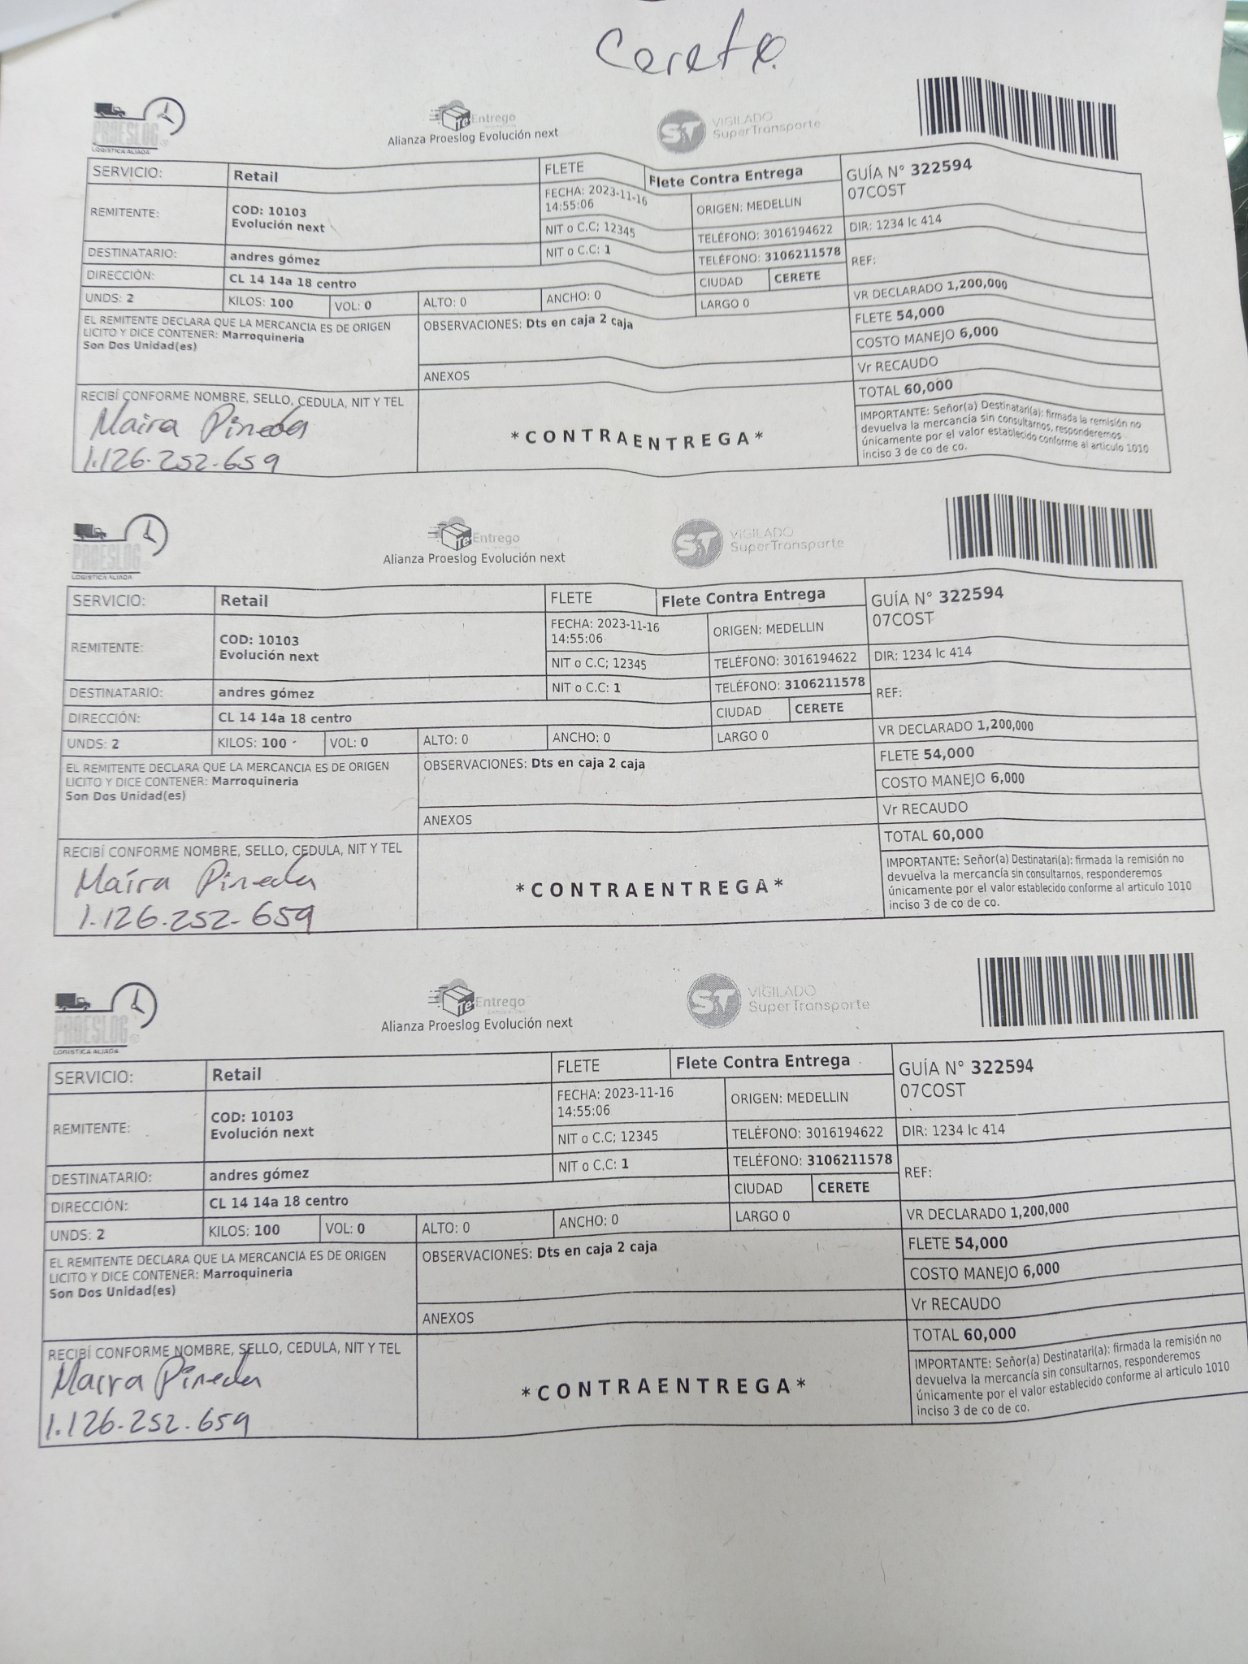 Cerete
PROESLOG
LOGISTICA ALIADA
Te Entrego
Alianza Proeslog Evolución next
ST VIGILADO
SuperTransporte
SERVICIO: Retail FLETE Flete Contra Entrega GUÍA N° 322594
07COST
REMITENTE: COD: 10103
Evolución next
FECHA: 2023-11-16
14:55:06
ORIGEN: MEDELLIN
NIT o C.C; 12345 TELÉFONO: 3016194622 DIR: 1234 lc 414
DESTINATARIO: andres gómez NIT o C.C: 1 TELÉFONO: 3106211578 REF:
DIRECCIÓN: CL 14 14a 18 centro CIUDAD CERETE
UNDS: 2 KILOS: 100 VOL: 0 ALTO: 0 ANCHO: 0 LARGO 0 VR DECLARADO 1,200,000
EL REMITENTE DECLARA QUE LA MERCANCIA ES DE ORIGEN
LICITO Y DICE CONTENER: Marroquineria
Son Dos Unidad(es)
OBSERVACIONES: Dts en caja 2 caja
FLETE 54,000
COSTO MANEJO 6,000
ANEXOS
Vr RECAUDO
TOTAL 60,000
RECIBÍ CONFORME NOMBRE, SELLO, CEDULA, NIT Y TEL
Maira Pineda
1.126.252.659
*CONTRAENTREGA*
IMPORTANTE: Señor(a) Destinatari(a): firmada la remisión no
devuelva la mercancía sin consultarnos, responderemos
únicamente por el valor establecido conforme al articulo 1010
inciso 3 de co de co.
PROESLOG
LOGISTICA ALIADA
Te Entrego
Alianza Proeslog Evolución next
ST VIGILADO
SuperTransporte
SERVICIO: Retail FLETE Flete Contra Entrega GUÍA N° 322594
07COST
REMITENTE: COD: 10103
Evolución next
FECHA: 2023-11-16
14:55:06
ORIGEN: MEDELLIN
NIT o C.C; 12345 TELÉFONO: 3016194622 DIR: 1234 lc 414
DESTINATARIO: andres gómez NIT o C.C: 1 TELÉFONO: 3106211578 REF:
DIRECCIÓN: CL 14 14a 18 centro CIUDAD CERETE
UNDS: 2 KILOS: 100 VOL: 0 ALTO: 0 ANCHO: 0 LARGO 0 VR DECLARADO 1,200,000
EL REMITENTE DECLARA QUE LA MERCANCIA ES DE ORIGEN
LICITO Y DICE CONTENER: Marroquineria
Son Dos Unidad(es)
OBSERVACIONES: Dts en caja 2 caja
FLETE 54,000
COSTO MANEJO 6,000
ANEXOS
Vr RECAUDO
TOTAL 60,000
RECIBÍ CONFORME NOMBRE, SELLO, CEDULA, NIT Y TEL
Maira Pineda
1.126.252-659
*CONTRAENTREGA*
IMPORTANTE: Señor(a) Destinatari(a): firmada la remisión no
devuelva la mercancía sin consultarnos, responderemos
únicamente por el valor establecido conforme al articulo 1010
inciso 3 de co de co.
PROESLOG
LOGISTICA ALIADA
Te Entrego
Alianza Proeslog Evolución next
ST VIGILADO
SuperTransporte
SERVICIO: Retail FLETE Flete Contra Entrega GUÍA N° 322594
07COST
REMITENTE: COD: 10103
Evolución next
FECHA: 2023-11-16
14:55:06
ORIGEN: MEDELLIN
NIT o C.C; 12345 TELÉFONO: 3016194622 DIR: 1234 lc 414
DESTINATARIO: andres gómez NIT o C.C: 1 TELÉFONO: 3106211578 REF:
DIRECCIÓN: CL 14 14a 18 centro CIUDAD CERETE
UNDS: 2 KILOS: 100 VOL: 0 ALTO: 0 ANCHO: 0 LARGO 0 VR DECLARADO 1,200,000
EL REMITENTE DECLARA QUE LA MERCANCIA ES DE ORIGEN
LICITO Y DICE CONTENER: Marroquineria
Son Dos Unidad(es)
OBSERVACIONES: Dts en caja 2 caja
FLETE 54,000
COSTO MANEJO 6,000
ANEXOS
Vr RECAUDO
TOTAL 60,000
RECIBÍ CONFORME NOMBRE, SELLO, CEDULA, NIT Y TEL
Maira Pineda
1.126.252.659
*CONTRAENTREGA*
IMPORTANTE: Señor(a) Destinatari(a): firmada la remisión no
devuelva la mercancía sin consultarnos, responderemos
únicamente por el valor establecido conforme al articulo 1010
inciso 3 de co de co.